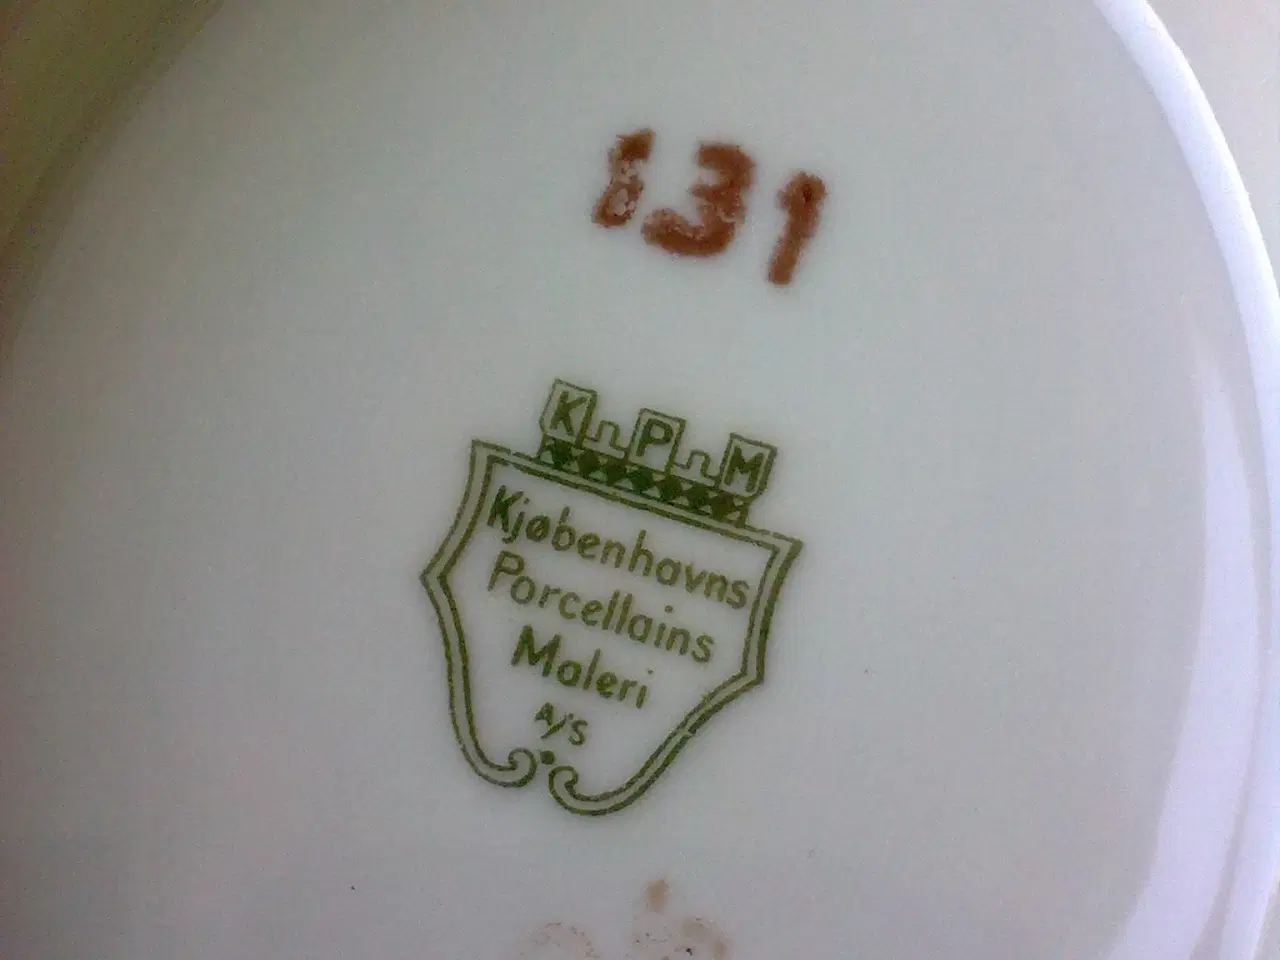 131
K P M
Kjøbenhavns
Porcellains
Maleri
A/S